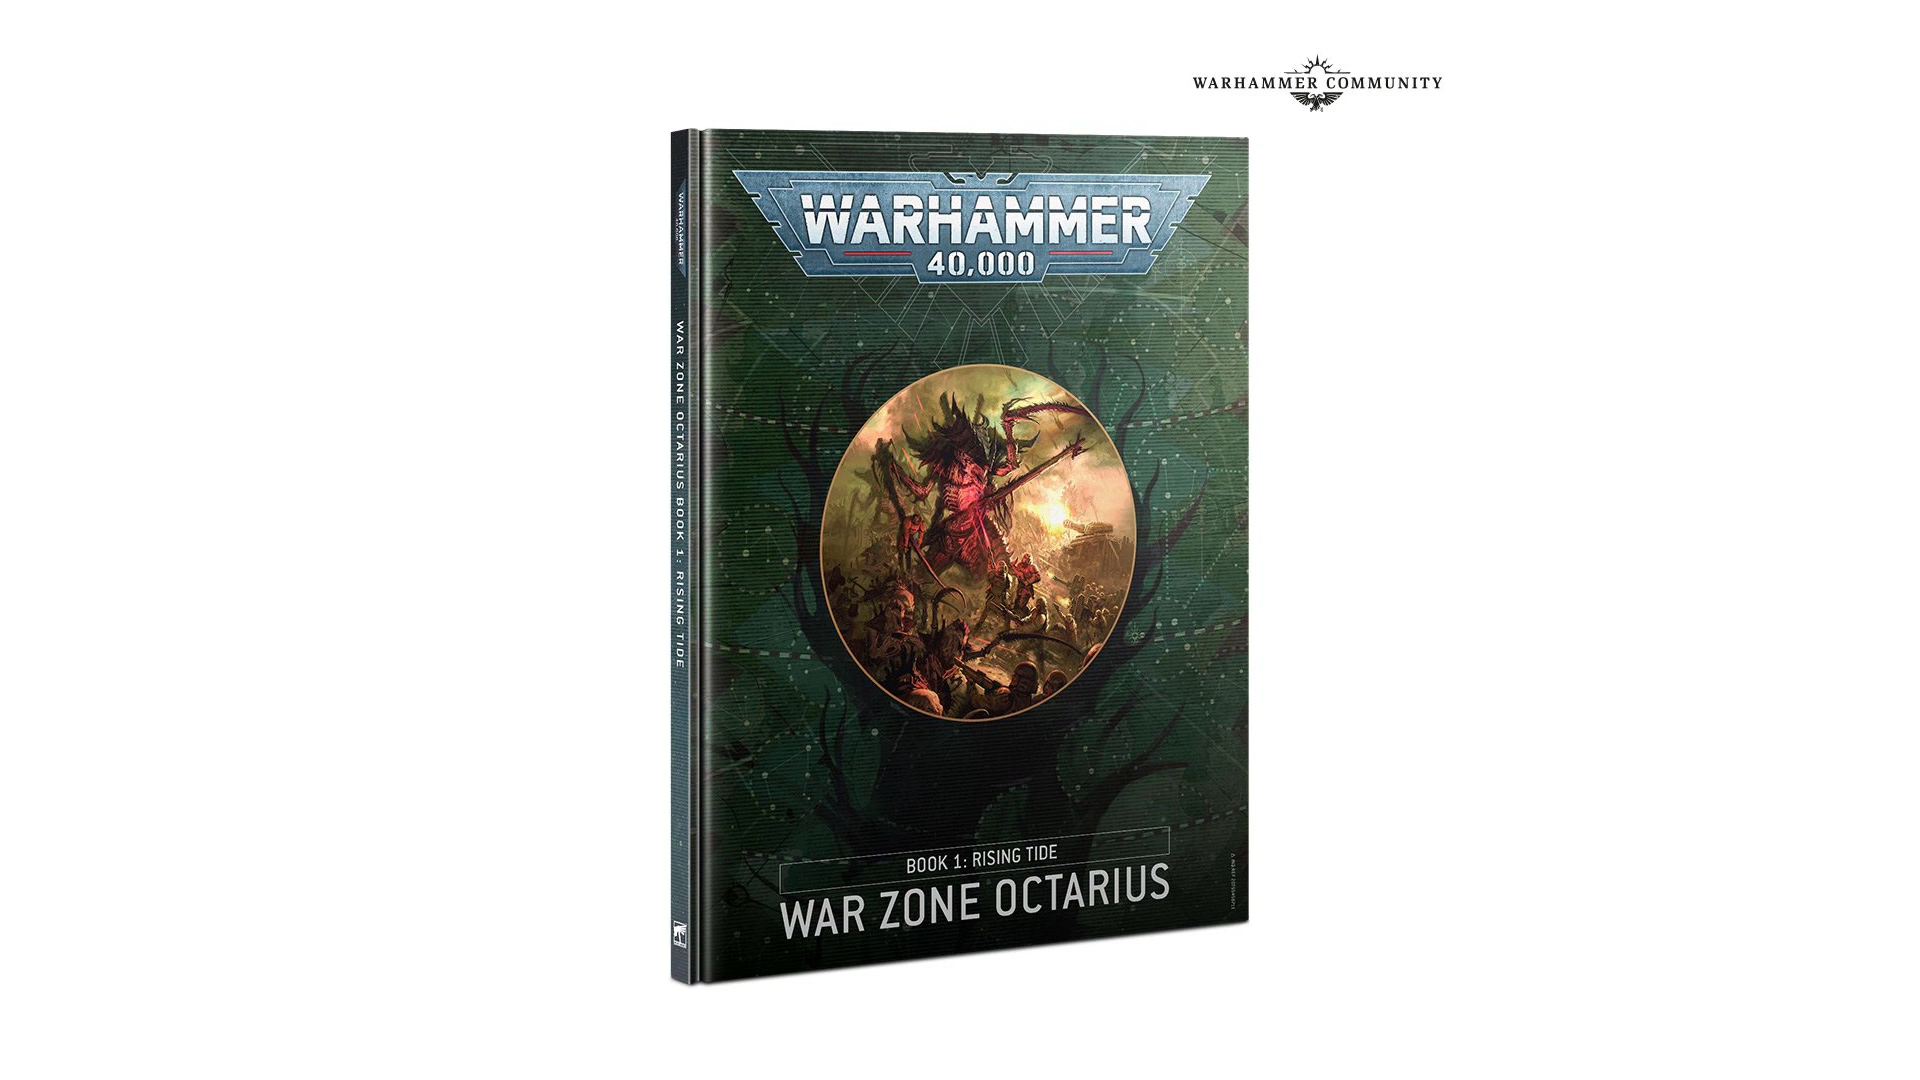 WARHAMMER COMMUNITY
WARHAMMER
40,000
BOOK 1: RISING TIDE
WAR ZONE OCTARIUS
WARHAMMER
WAR ZONE OCTARIUS BOOK 1: RISING TIDE